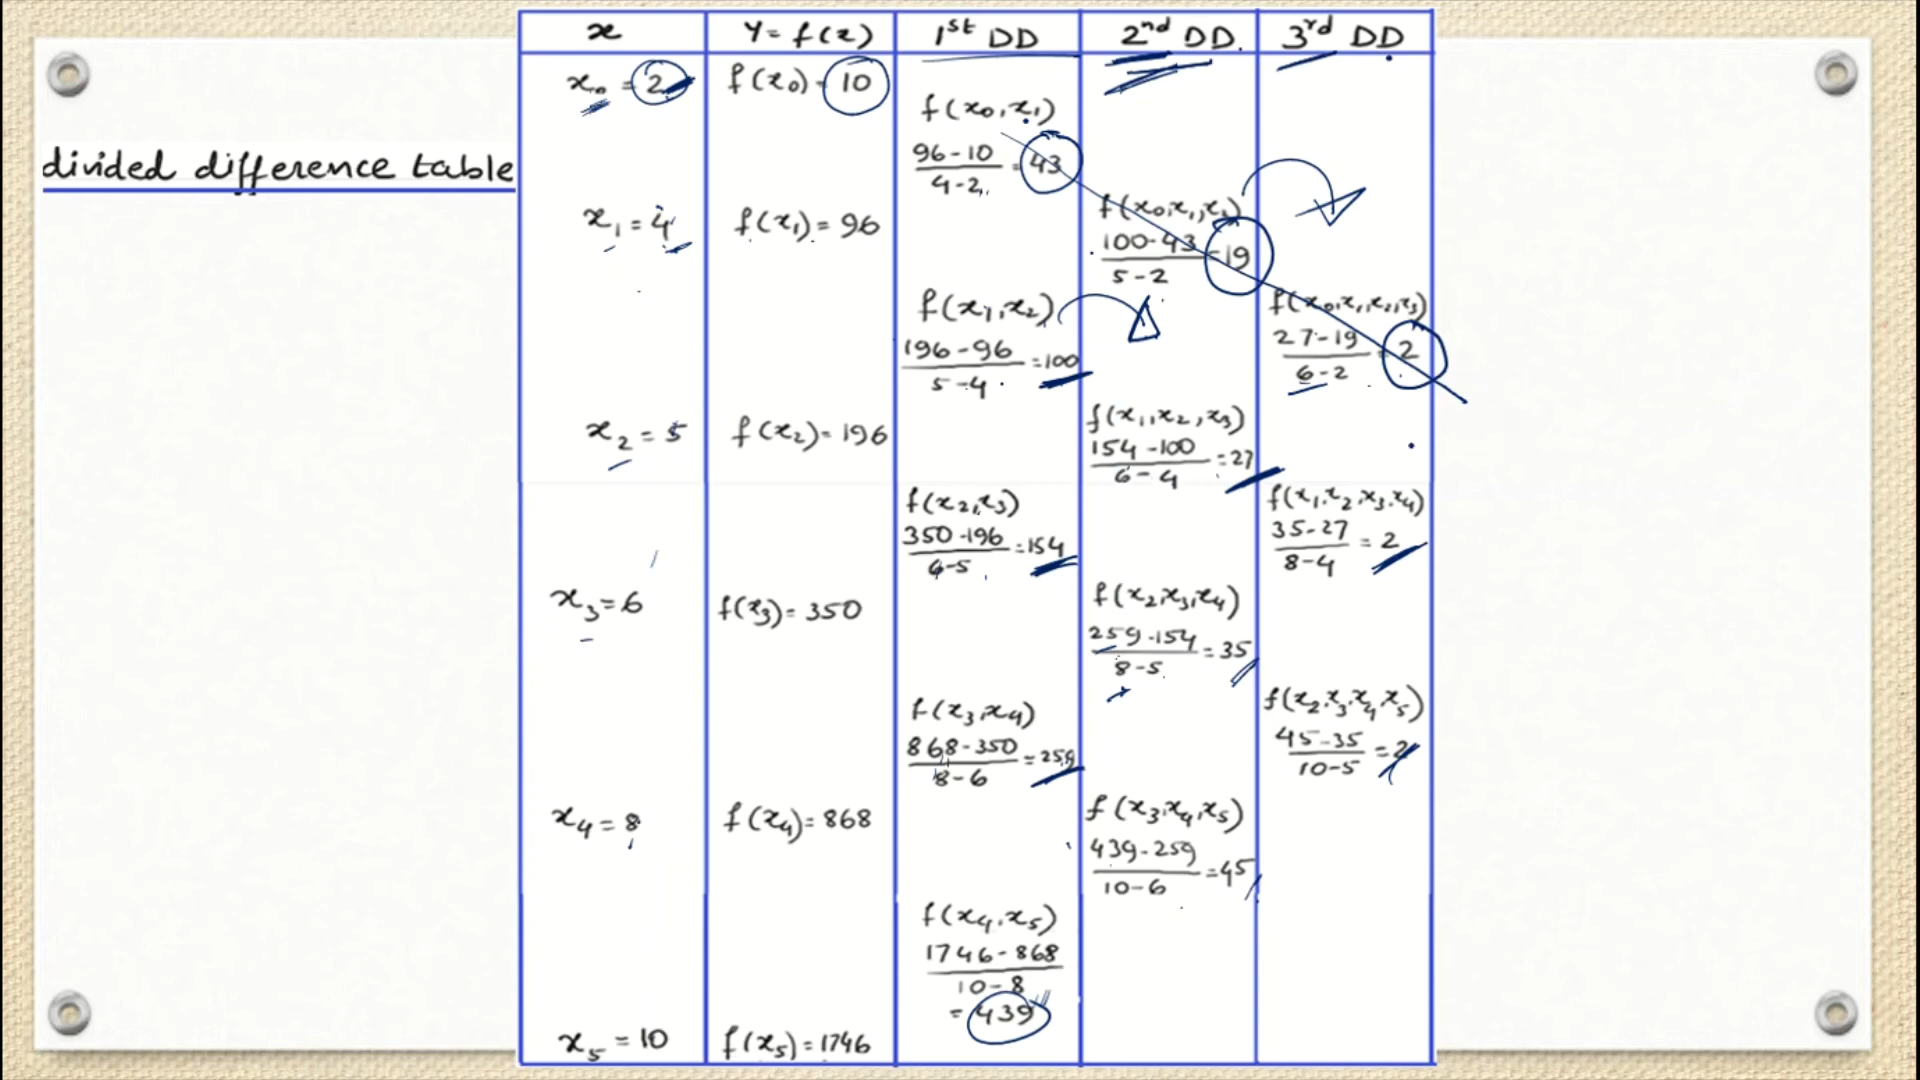 x y = f(x) 1st DD 2nd DD. 3rd DD
x₀ = 2 f(x₀) = 10
f(x₀,x₁)
divided difference table
96-10
4-2 = 43
x₁ = 4 f(x₁) = 96
f(x₀,x₁,x₂)
100-43
5-2 = 19
f(x₁,x₂)
196-96
5-4 = 100
f(x₀,x₁,x₂,x₃)
27-19
6-2 = 2
x₂ = 5 f(x₂) = 196
f(x₁,x₂,x₃)
154-100
6-4 = 27
f(x₂,x₃)
350-196
6-5 = 154
f(x₁,x₂,x₃,x₄)
35-27
8-4 = 2
x₃ = 6 f(x₃) = 350
f(x₂,x₃,x₄)
259-154
8-5 = 35
f(x₃,x₄)
868-350
8-6 = 259
f(x₂,x₃,x₄,x₅)
45-35
10-5 = 2
x₄ = 8 f(x₄) = 868
f(x₃,x₄,x₅)
439-259
10-6 = 45
f(x₄,x₅)
1746-868
10-8
= 439
x₅ = 10 f(x₅) = 1746